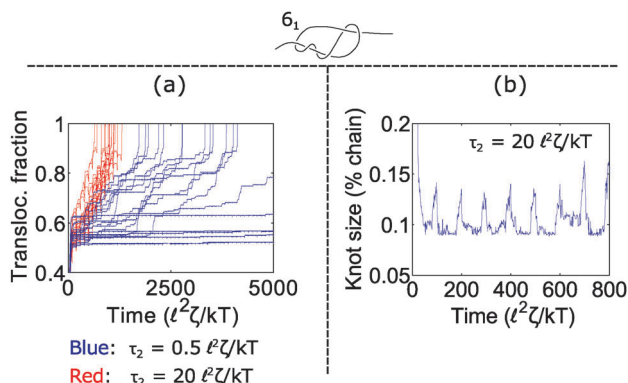 6₁
(a)
(b)
Transloc. fraction
1
0.8
0.6
0.4
0
2500
5000
Time (ℓ²ζ/kT)
Blue: τ₂ = 0.5 ℓ²ζ/kT
Red: τ₂ = 20 ℓ²ζ/kT
τ₂ = 20 ℓ²ζ/kT
Knot size (% chain)
0.2
0.15
0.1
0.05
0
200
400
600
800
Time (ℓ²ζ/kT)